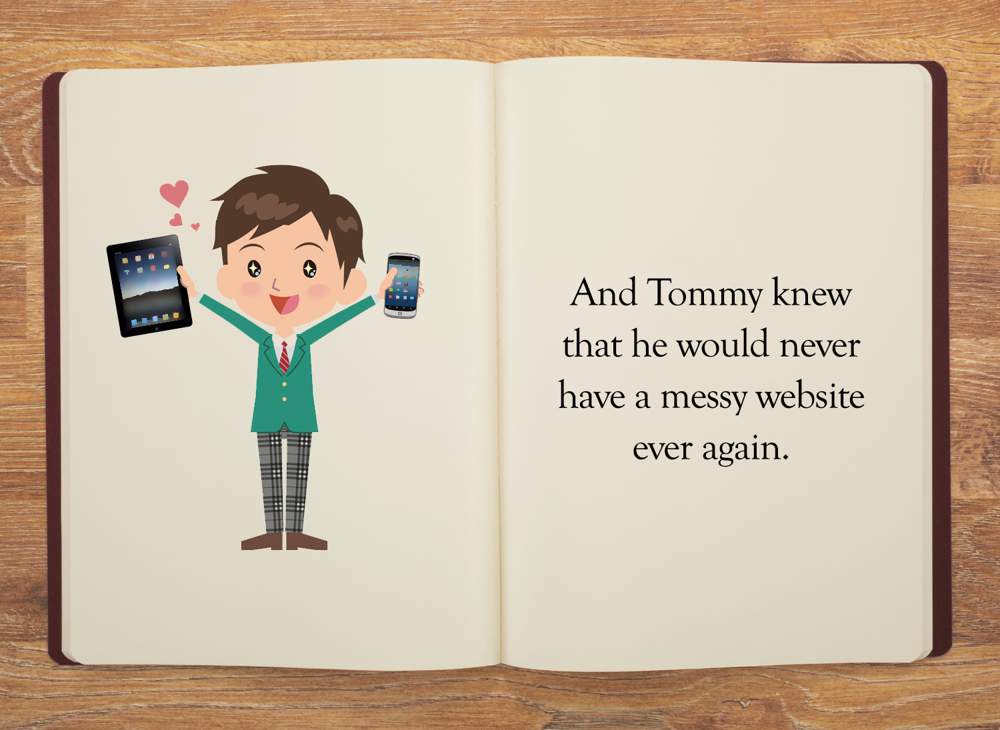 And Tommy knew
that he would never
have a messy website
ever again.